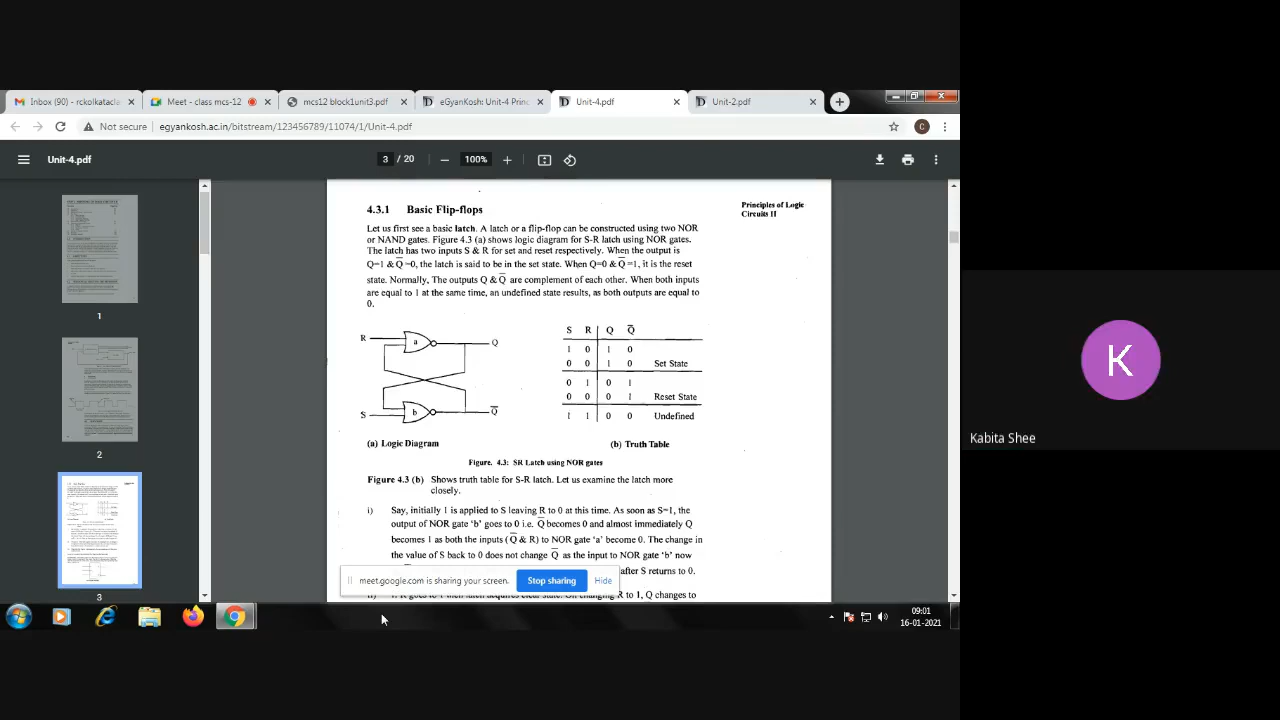 Inbox (90) - rckolkatacla
Meet - class mcs-12
mcs12 block1unit3.pdf
eGyanKosh: Unit-4 Princ
Unit-4.pdf
Unit-2.pdf
Not secure
egyankosh.ac.in/bitstream/123456789/11074/1/Unit-4.pdf
C
Unit-4.pdf
3 / 20
100%
4.3.1 Basic Flip-flops
Principles of Logic
Circuits II
Let us first see a basic latch. A latch or a flip-flop can be constructed using two NOR
or NAND gates. Figure 4.3 (a) shows logic diagram for S-R latch using NOR gates.
The latch has two inputs S & R for set and reset respectively. When the output is
Q=1 & Q̅ =0, the latch is said to be in the set state. When Q=0 & Q̅ =1, it is the reset
state. Normally, The outputs Q & Q̅ are complement of each other. When both inputs
are equal to 1 at the same time, an undefined state results, as both outputs are equal to
0.
R a Q
S b Q̅
S R Q Q̅
1 0 1 0
0 0 1 0 Set State
0 1 0 1
0 0 0 1 Reset State
1 1 0 0 Undefined
(a) Logic Diagram
(b) Truth Table
Figure. 4.3: SR Latch using NOR gates
Figure 4.3 (b) Shows truth table for S-R latch. Let us examine the latch more
closely.
i) Say, initially 1 is applied to S leaving R to 0 at this time. As soon as S=1, the
output of NOR gate 'b' goes to 0 i.e. Q̅ becomes 0 and almost immediately Q
becomes 1 as both the inputs (Q̅ & R) to NOR gate 'a' become 0. The change in
the value of S back to 0 does not change Q̅ as the input to NOR gate 'b' now
after S returns to 0.
R to 1, Q changes to
meet.google.com is sharing your screen.
Stop sharing
Hide
1
2
3
09:01
16-01-2021
K
Kabita Shee